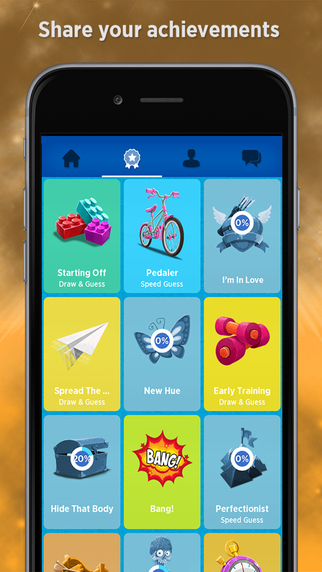 Share your achievements
0%
Starting Off
Draw & Guess
Pedaler
Speed Guess
I'm In Love
0%
Spread The ...
Draw & Guess
New Hue
Early Training
Draw & Guess
20%
BANG!
0%
Hide That Body
Bang!
Perfectionist
Speed Guess